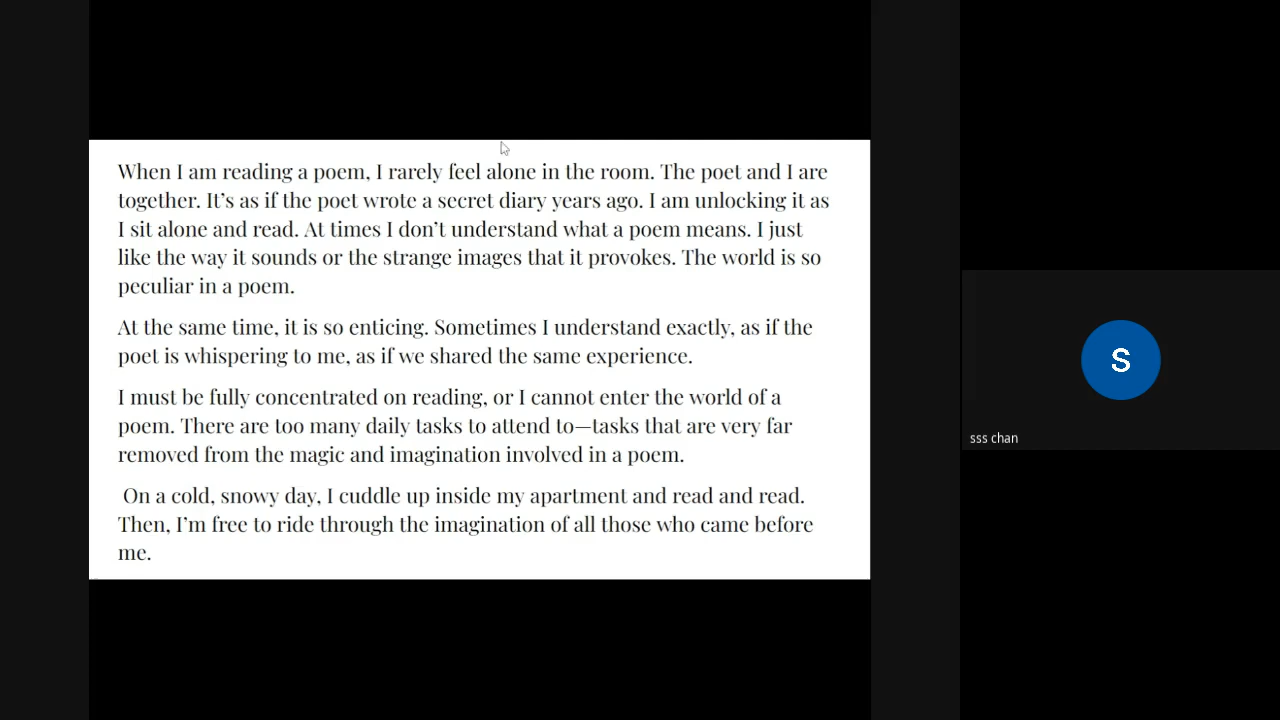 When I am reading a poem, I rarely feel alone in the room. The poet and I are
together. It’s as if the poet wrote a secret diary years ago. I am unlocking it as
I sit alone and read. At times I don’t understand what a poem means. I just
like the way it sounds or the strange images that it provokes. The world is so
peculiar in a poem.
At the same time, it is so enticing. Sometimes I understand exactly, as if the
poet is whispering to me, as if we shared the same experience.
I must be fully concentrated on reading, or I cannot enter the world of a
poem. There are too many daily tasks to attend to—tasks that are very far
removed from the magic and imagination involved in a poem.
On a cold, snowy day, I cuddle up inside my apartment and read and read.
Then, I’m free to ride through the imagination of all those who came before
me.
S
sss chan